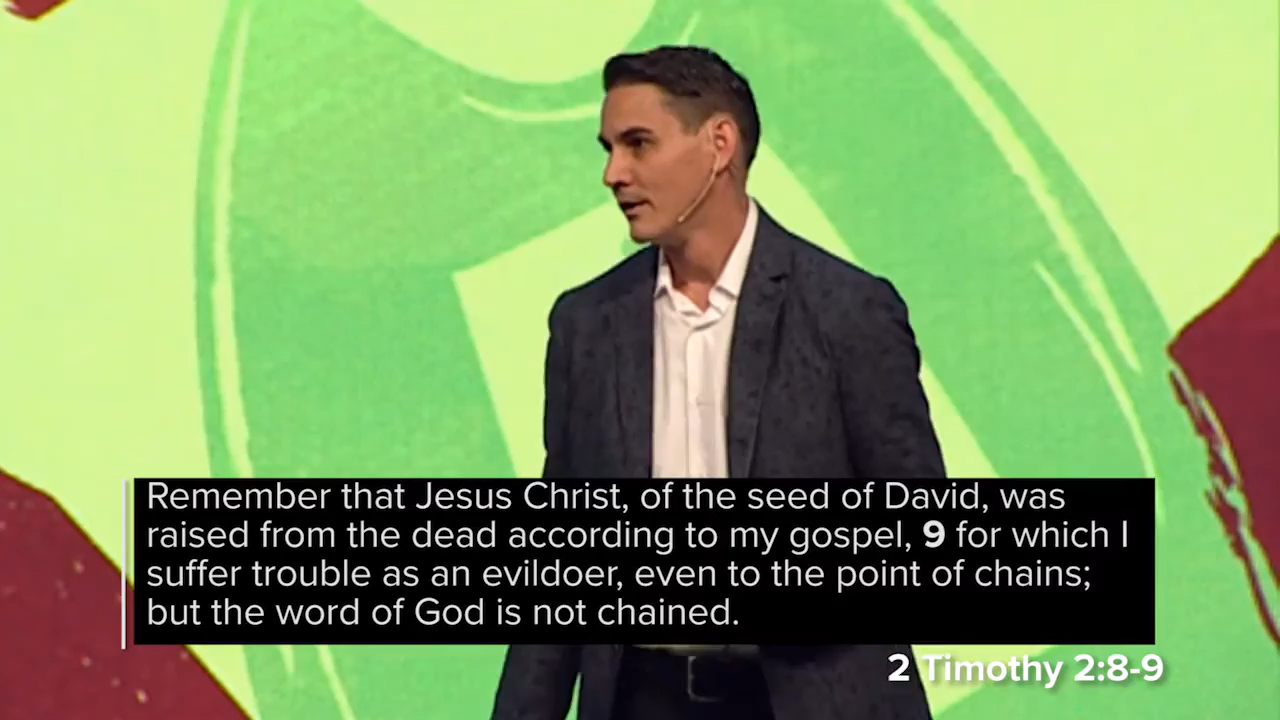 Remember that Jesus Christ, of the seed of David, was
raised from the dead according to my gospel, 9 for which I
suffer trouble as an evildoer, even to the point of chains;
but the word of God is not chained.
2 Timothy 2:8-9